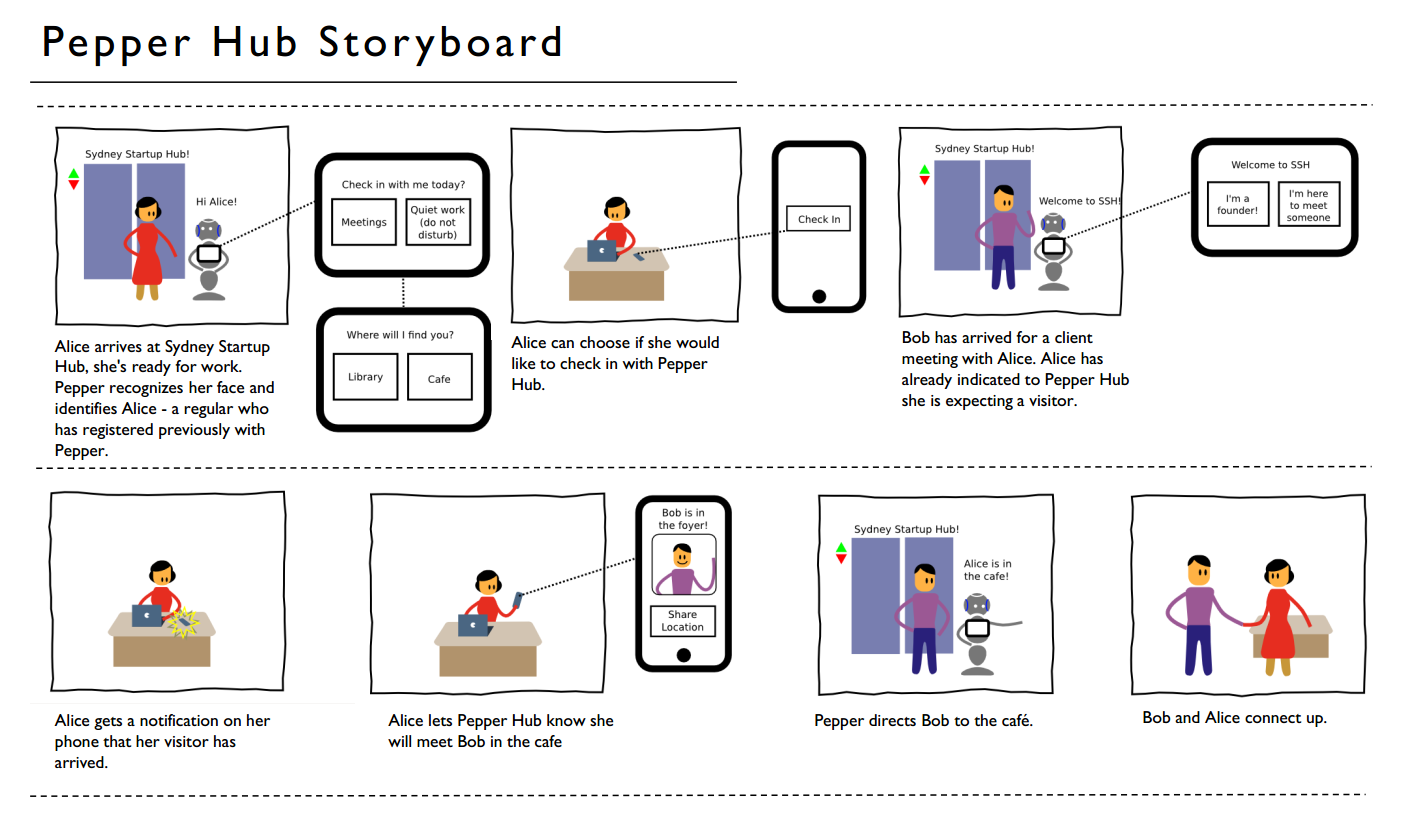 Pepper Hub Storyboard
Sydney Startup Hub!
Hi Alice!
Check in with me today?
Meetings
Quiet work
(do not
disturb)
Where will I find you?
Library
Cafe
Alice arrives at Sydney Startup
Hub, she's ready for work.
Pepper recognizes her face and
identifies Alice - a regular who
has registered previously with
Pepper.
Check In
Alice can choose if she would
like to check in with Pepper
Hub.
Sydney Startup Hub!
Welcome to SSH!
Welcome to SSH
I'm a
founder!
I'm here
to meet
someone
Bob has arrived for a client
meeting with Alice. Alice has
already indicated to Pepper Hub
she is expecting a visitor.
Alice gets a notification on her
phone that her visitor has
arrived.
Bob is in
the foyer!
Share
Location
Alice lets Pepper Hub know she
will meet Bob in the cafe
Sydney Startup Hub!
Alice is in
the cafe!
Pepper directs Bob to the café.
Bob and Alice connect up.